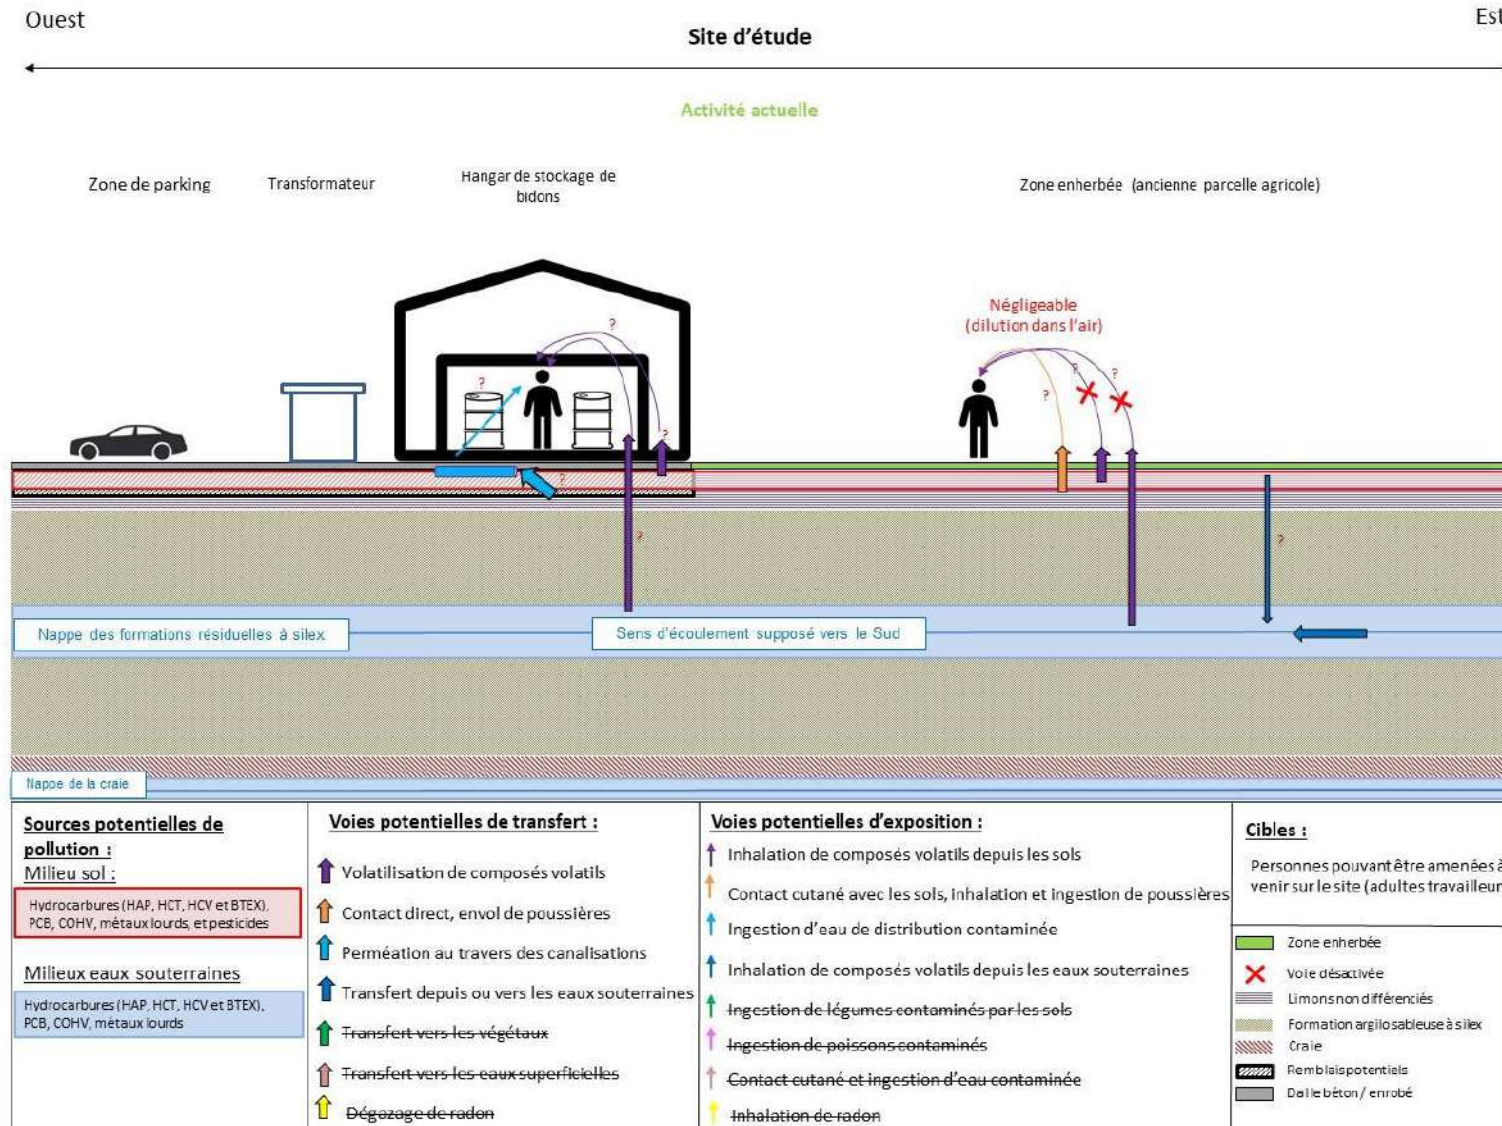 Ouest
Est
Site d'étude
Activité actuelle
Zone de parking
Transformateur
Hangar de stockage de
bidons
Zone enherbée (ancienne parcelle agricole)
Négligeable
(dilution dans l'air)
?
?
?
?
?
?
?
?
?
Nappe des formations résiduelles à silex
Sens d'écoulement supposé vers le Sud
Nappe de la craie
Sources potentielles de
pollution :
Milieu sol :
Hydrocarbures (HAP, HCT, HCV et BTEX),
PCB, COHV, métaux lourds, et pesticides
Milieux eaux souterraines
Hydrocarbures (HAP, HCT, HCV et BTEX),
PCB, COHV, métaux lourds
Voies potentielles de transfert :
Volatilisation de composés volatils
Contact direct, envol de poussière
Perméation au travers des canalisations
Transfert depuis ou vers les eaux souterraines
Transfert vers les végétaux
Transfert vers les eaux superficielles
Dégazage de radon
Voies potentielles d'exposition :
Inhalation de composés volatils depuis les sols
Contact cutané avec les sols, inhalation et ingestion de poussières
Ingestion d'eau de distribution contaminée
Inhalation de composés volatils depuis les eaux souterraines
Ingestion de légumes contaminés par les sols
Ingestion de poissons contaminés
Contact cutané et ingestion d'eau contaminée
Inhalation de radon
Cibles :
Personnes pouvant être amenées à
venir sur le site (adultes travailleur
Zone enherbée
Voie désactivée
Limons non différenciés
Formation argilosableuse à silex
Craie
Remblais potentiels
Dalle béton / enrobé